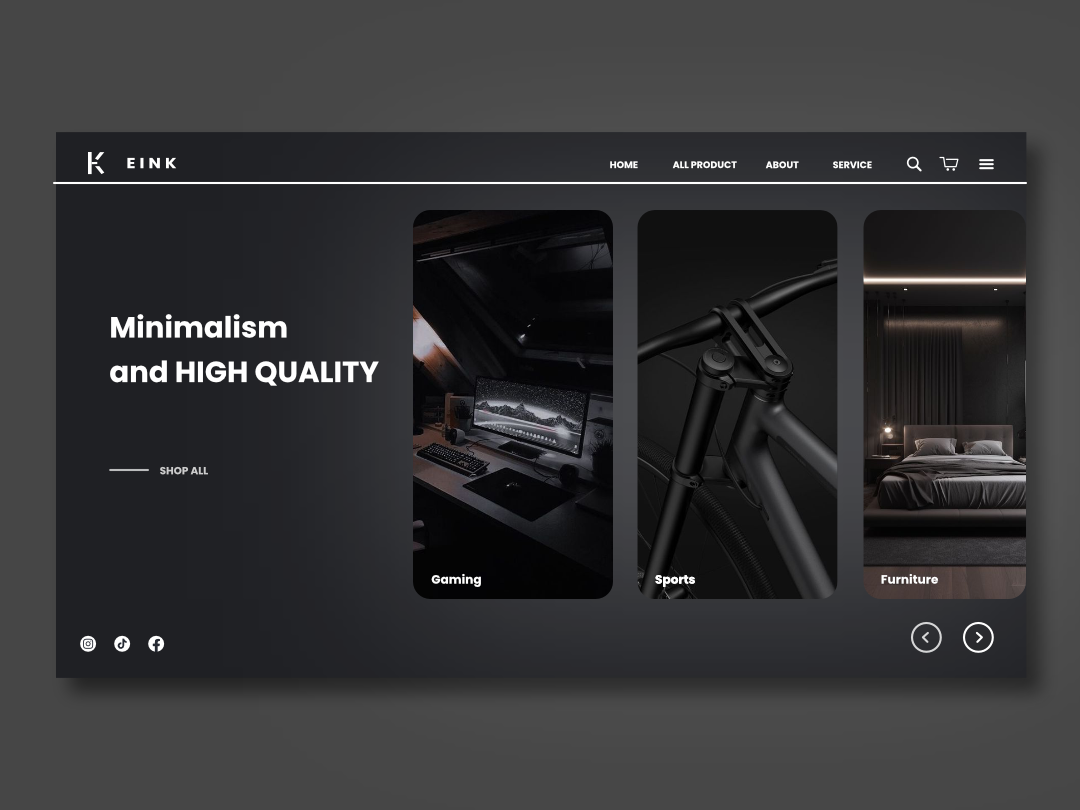 EINK
HOME ALL PRODUCT ABOUT SERVICE
Minimalism
and HIGH QUALITY
SHOP ALL
Gaming
Sports
Furniture